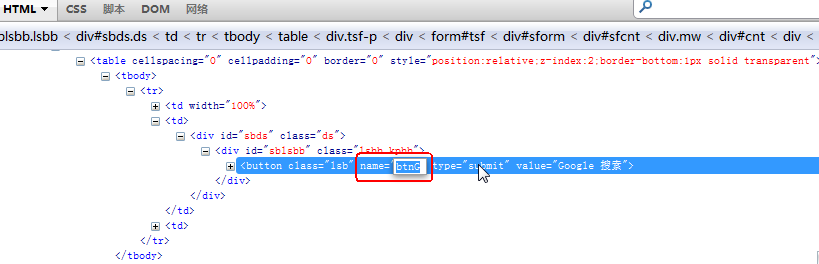 HTML CSS 脚本 DOM 网络
blsbb.lsbb < div#sbds.ds < td < tr < tbody < table < div.tsf-p < div < form#tsf < div#sform < div#sfcnt < div.mw < div#cnt < div <
<table cellspacing="0" cellpadding="0" border="0" style="position:relative;z-index:2;border-bottom:1px solid transparent">
<tbody>
<tr>
<td width="100%">
<td>
<div id="sbds" class="ds">
<div id="sblsbb" class="lsbb kpbb">
<button class="lsb" name="btnG" type="submit" value="Google 搜索">
</div>
</div>
</td>
<td>
</tr>
</tbody>